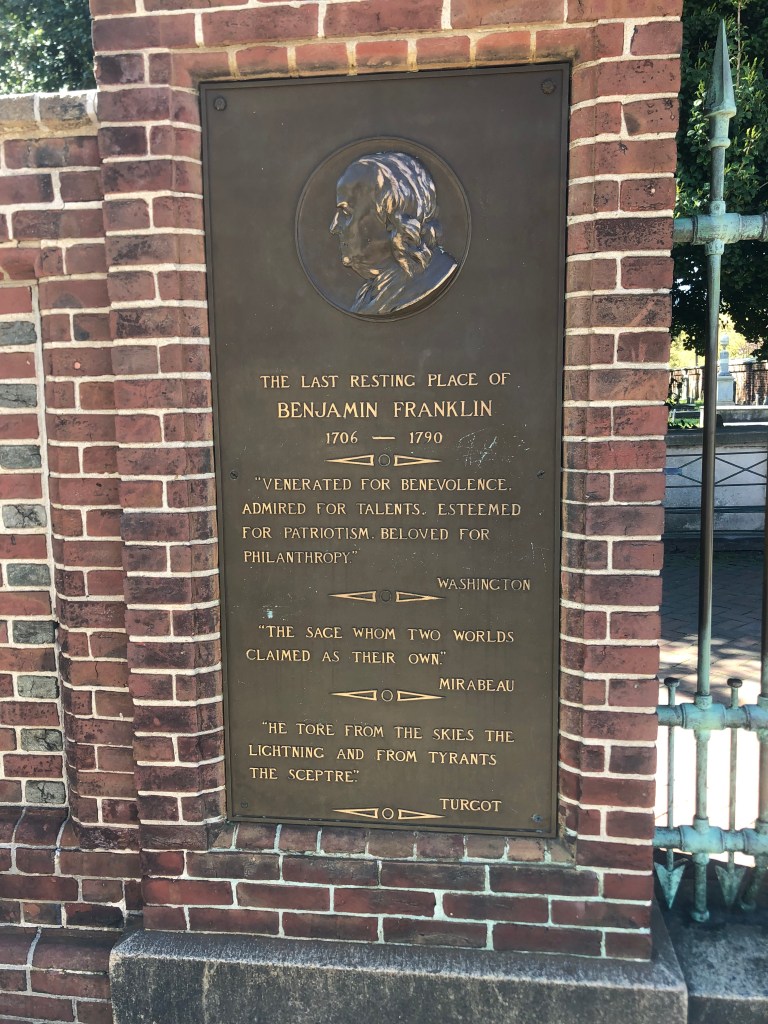 THE LAST RESTING PLACE OF
BENJAMIN FRANKLIN
1706 — 1790
"VENERATED FOR BENEVOLENCE.
ADMIRED FOR TALENTS. ESTEEMED
FOR PATRIOTISM. BELOVED FOR
PHILANTHROPY."
WASHINGTON
"THE SAGE WHOM TWO WORLDS
CLAIMED AS THEIR OWN."
MIRABEAU
"HE TORE FROM THE SKIES THE
LIGHTNING AND FROM TYRANTS
THE SCEPTRE."
TURGOT